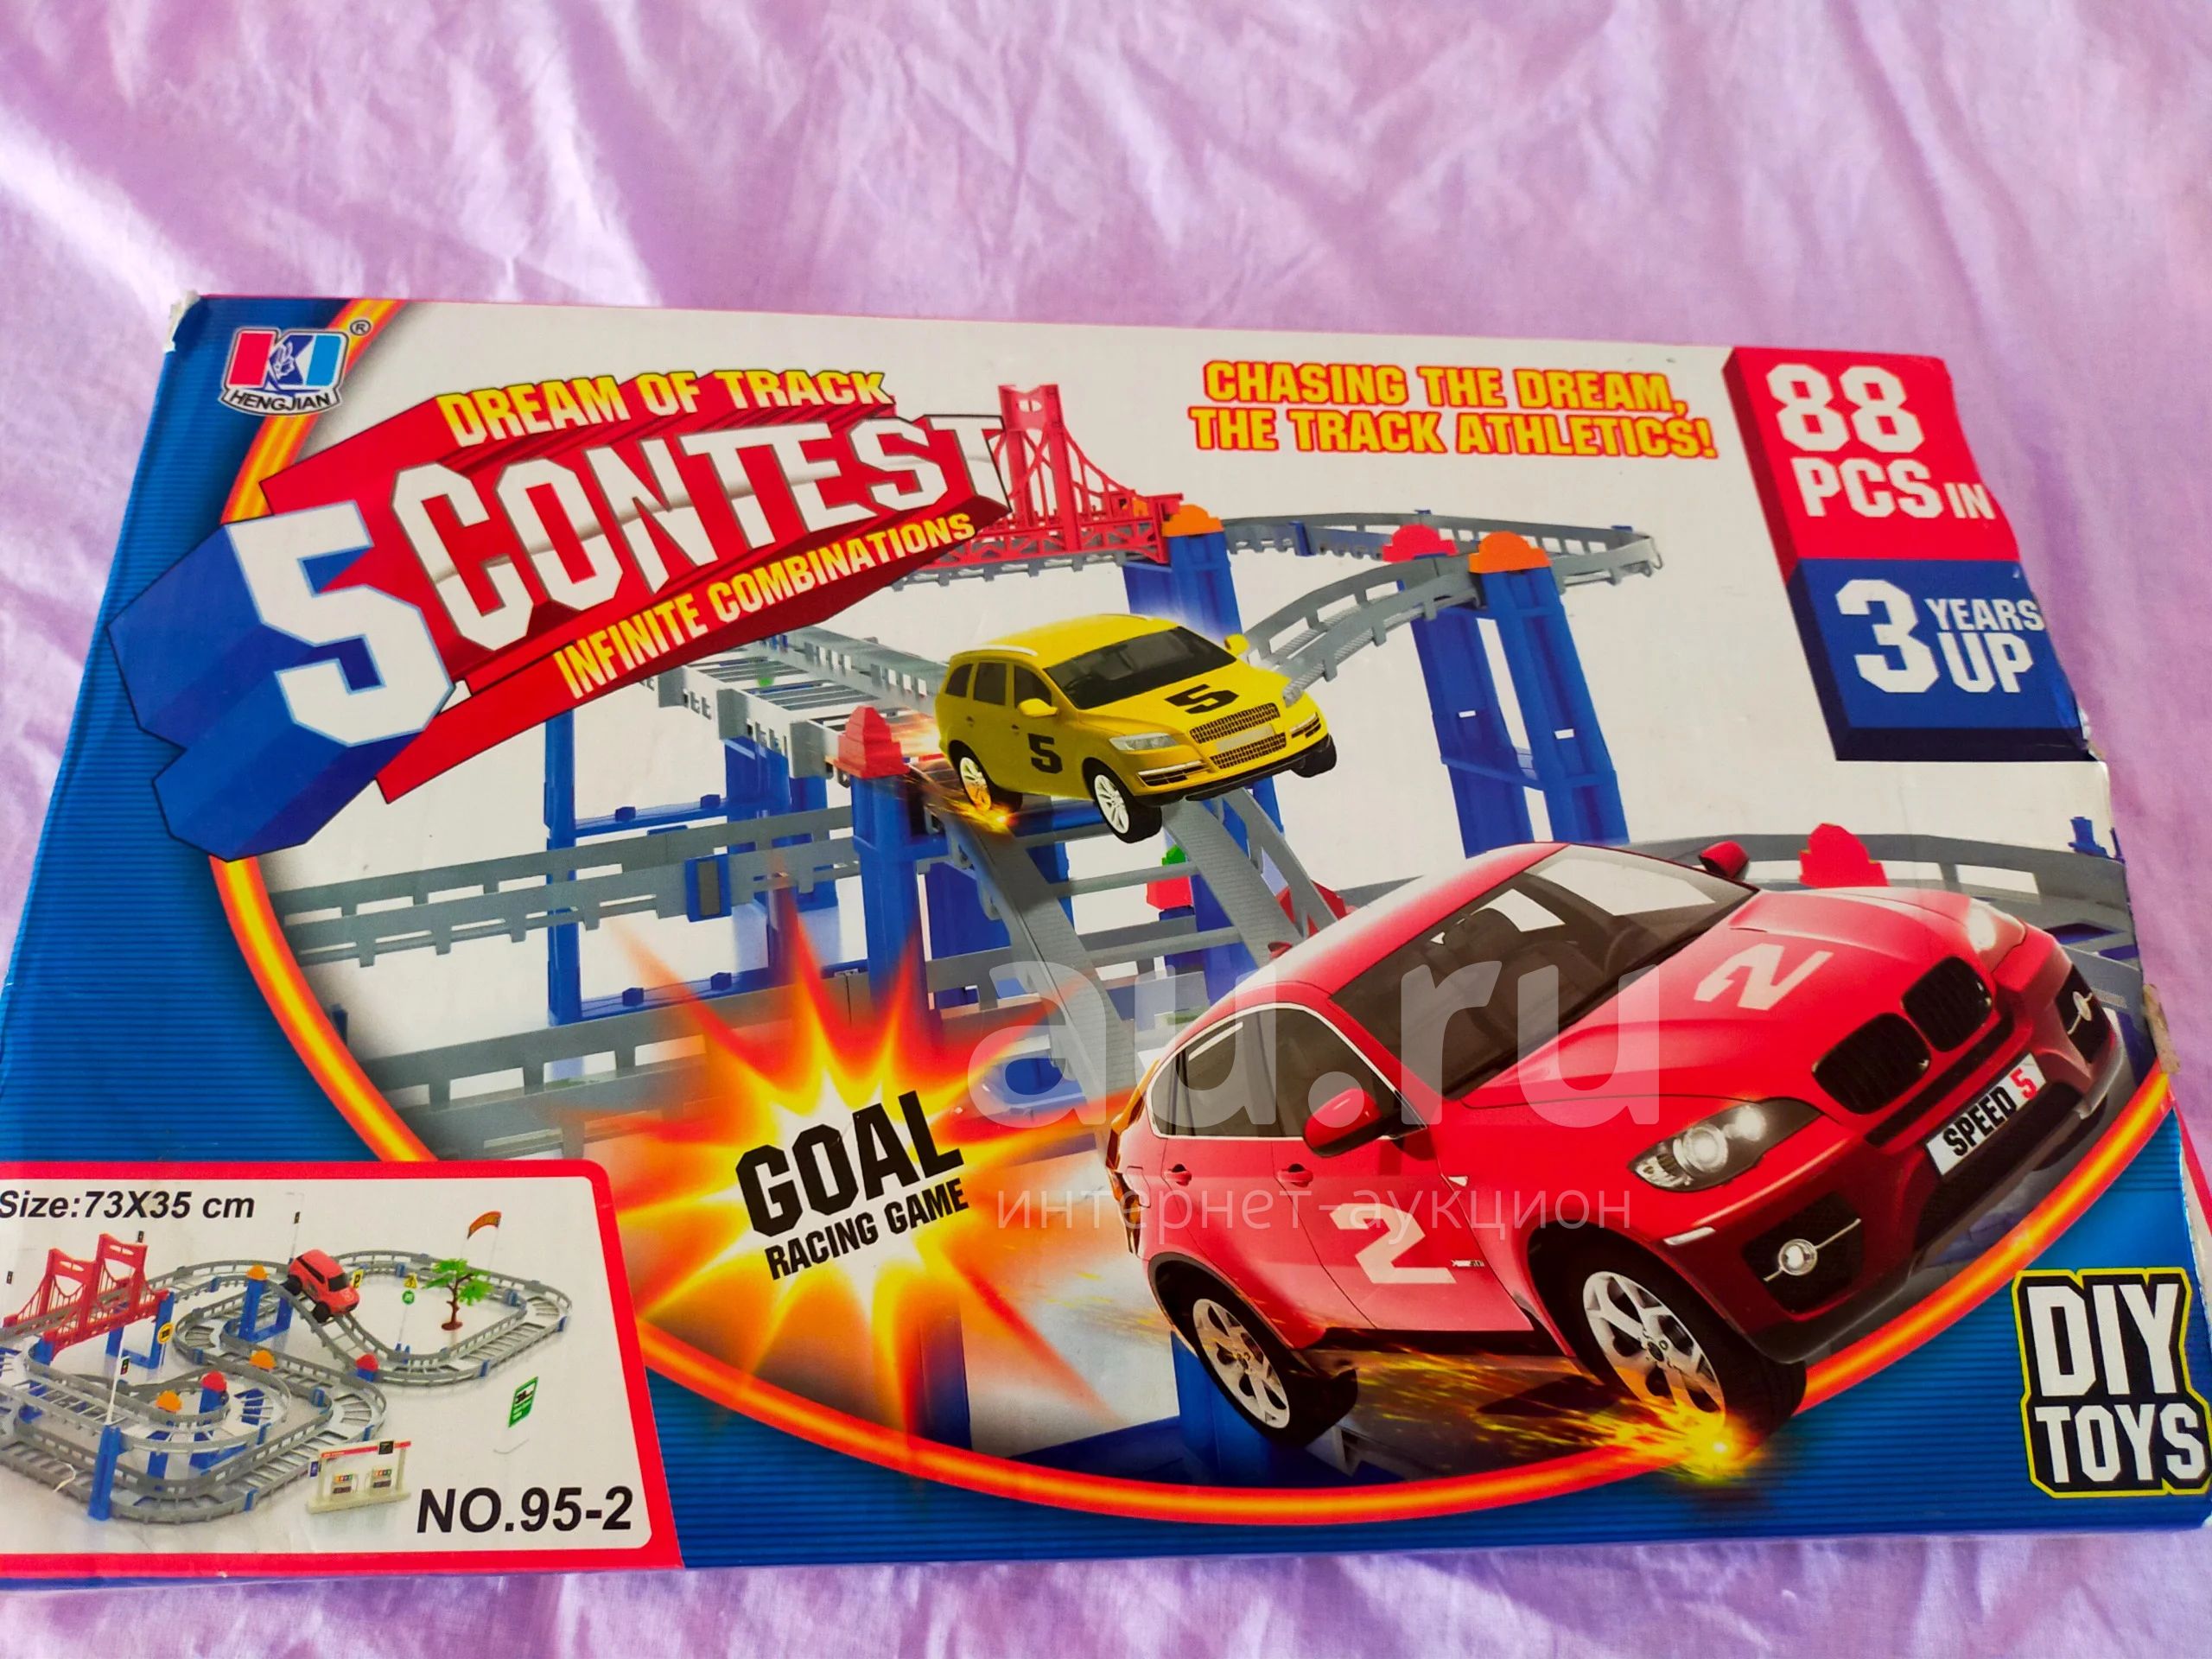 HENGJIAN
®
DREAM OF TRACK
5 CONTEST
INFINITE COMBINATIONS
CHASING THE DREAM,
THE TRACK ATHLETICS!
88
PCS IN
3 YEARS
UP
5
5
2
2
SPEED 5
GOAL
RACING GAME
au.ru
интернет-аукцион
Size:73X35 cm
NO.95-2
DIY
TOYS